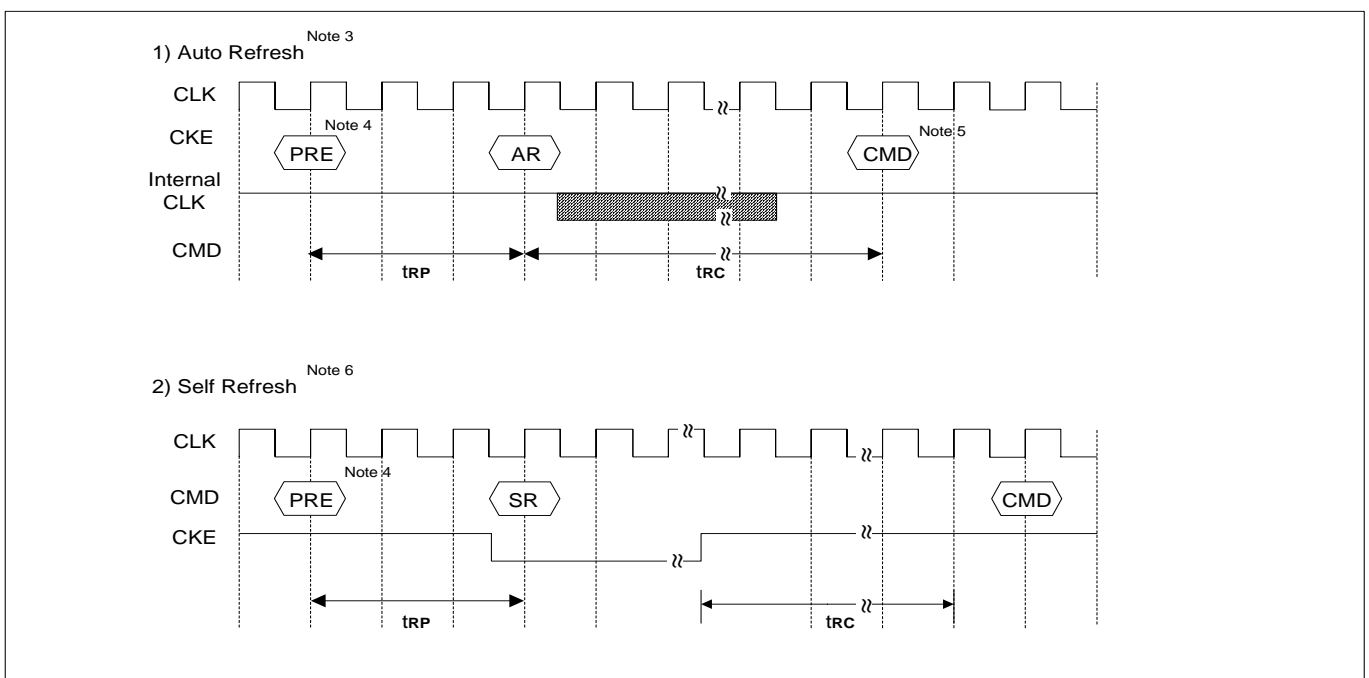 1) Auto Refresh Note 3
CLK
CKE
Note 4
Note 5
PRE
AR
CMD
Internal
CLK
CMD
tRP
tRC
2) Self Refresh Note 6
CLK
Note 4
CMD
PRE
SR
CMD
CKE
tRP
tRC